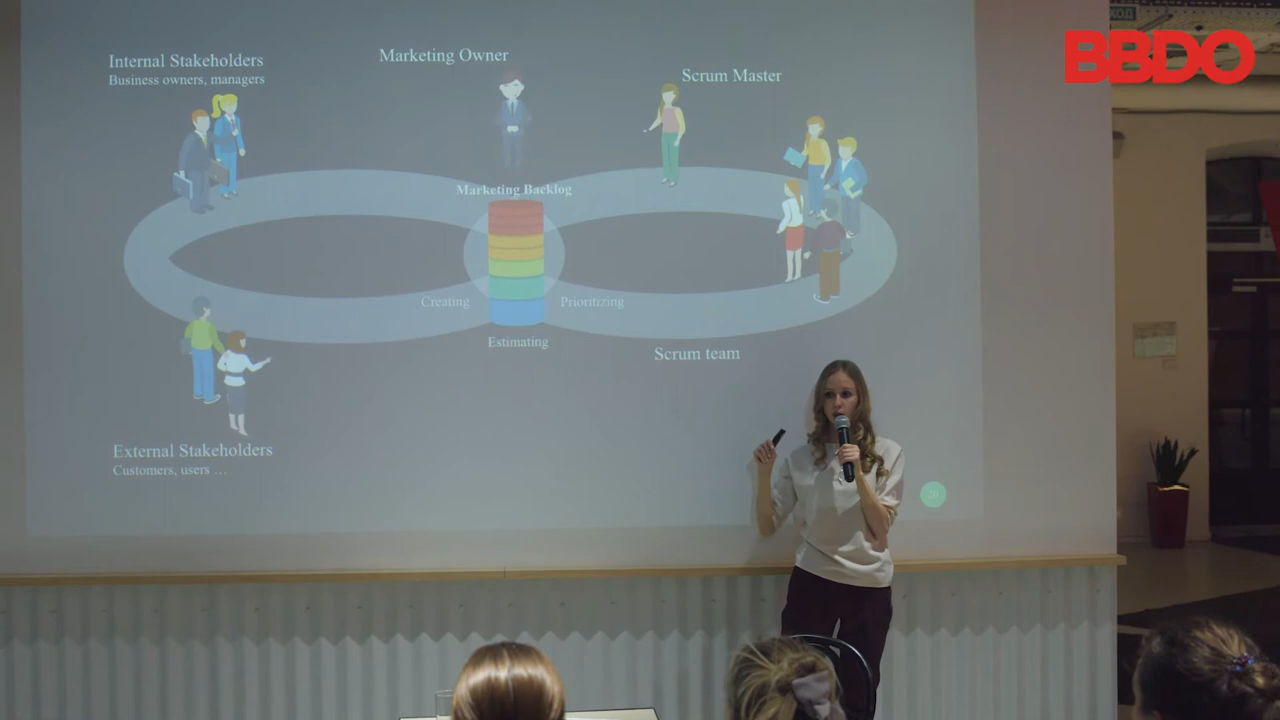 Internal Stakeholders
Business owners, managers
Marketing Owner
Scrum Master
BBDO
Marketing Backlog
Creating
Prioritizing
Estimating
Scrum team
External Stakeholders
Customers, users …
20